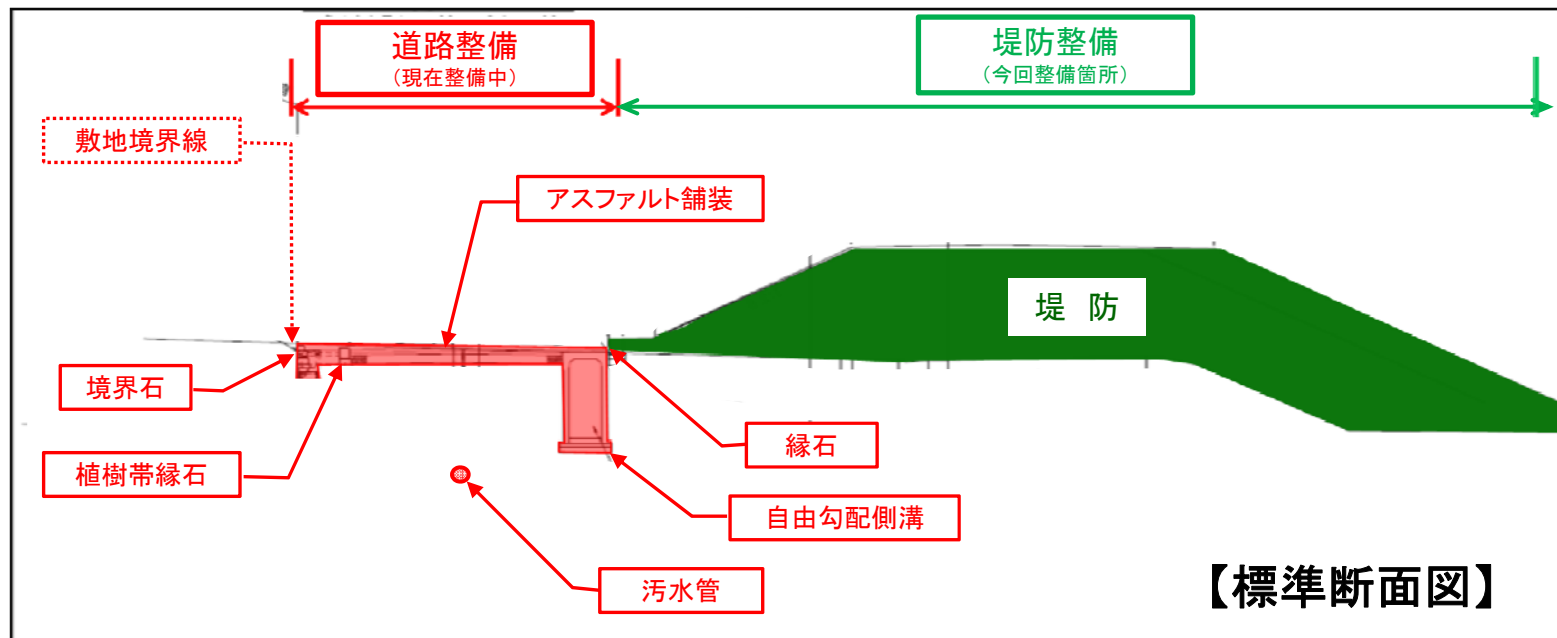 道路整備
（現在整備中）
堤防整備
（今回整備箇所）
敷地境界線
アスファルト舗装
堤 防
境界石
縁石
植樹帯縁石
自由勾配側溝
汚水管
【標準断面図】